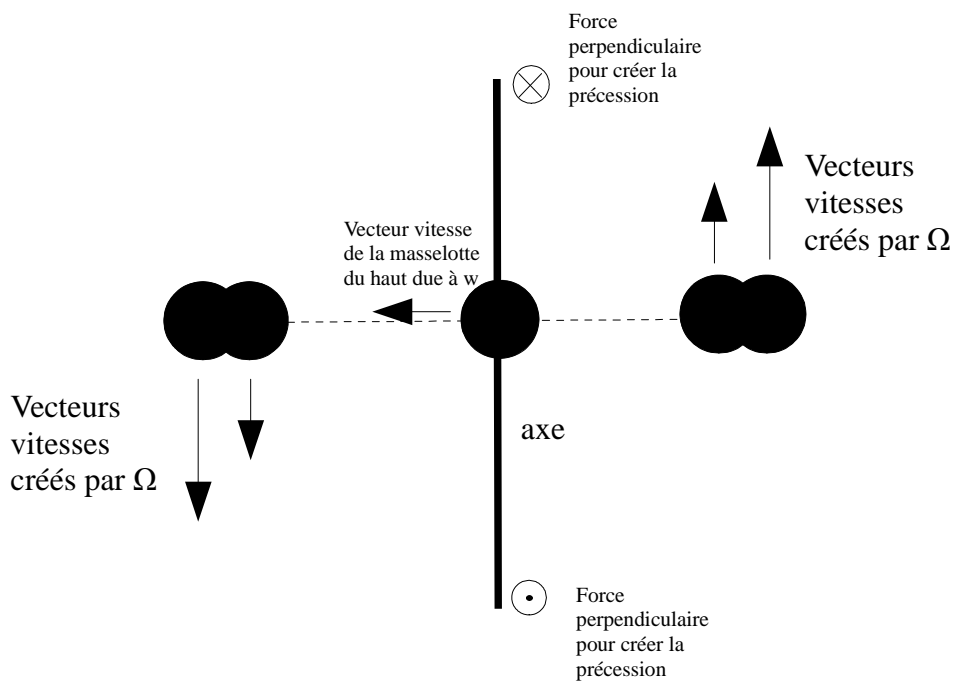 Force
perpendiculaire
pour créer la
précession
Vecteurs
vitesses
créés par Ω
Vecteur vitesse
de la masselotte
du haut due à w
Vecteurs
vitesses
créés par Ω
axe
Force
perpendiculaire
pour créer la
précession